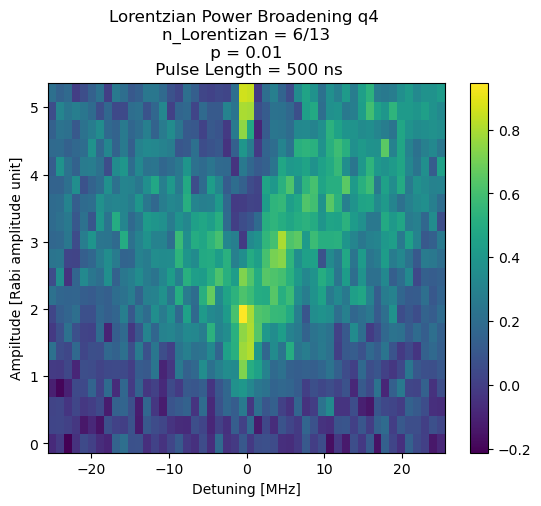 Lorentzian Power Broadening q4
n_Lorentizan = 6/13
p = 0.01
Pulse Length = 500 ns
Amplitude [Rabi amplitude unit]
5
4
3
2
1
0
−20
−10
0
10
20
Detuning [MHz]
0.8
0.6
0.4
0.2
0.0
−0.2